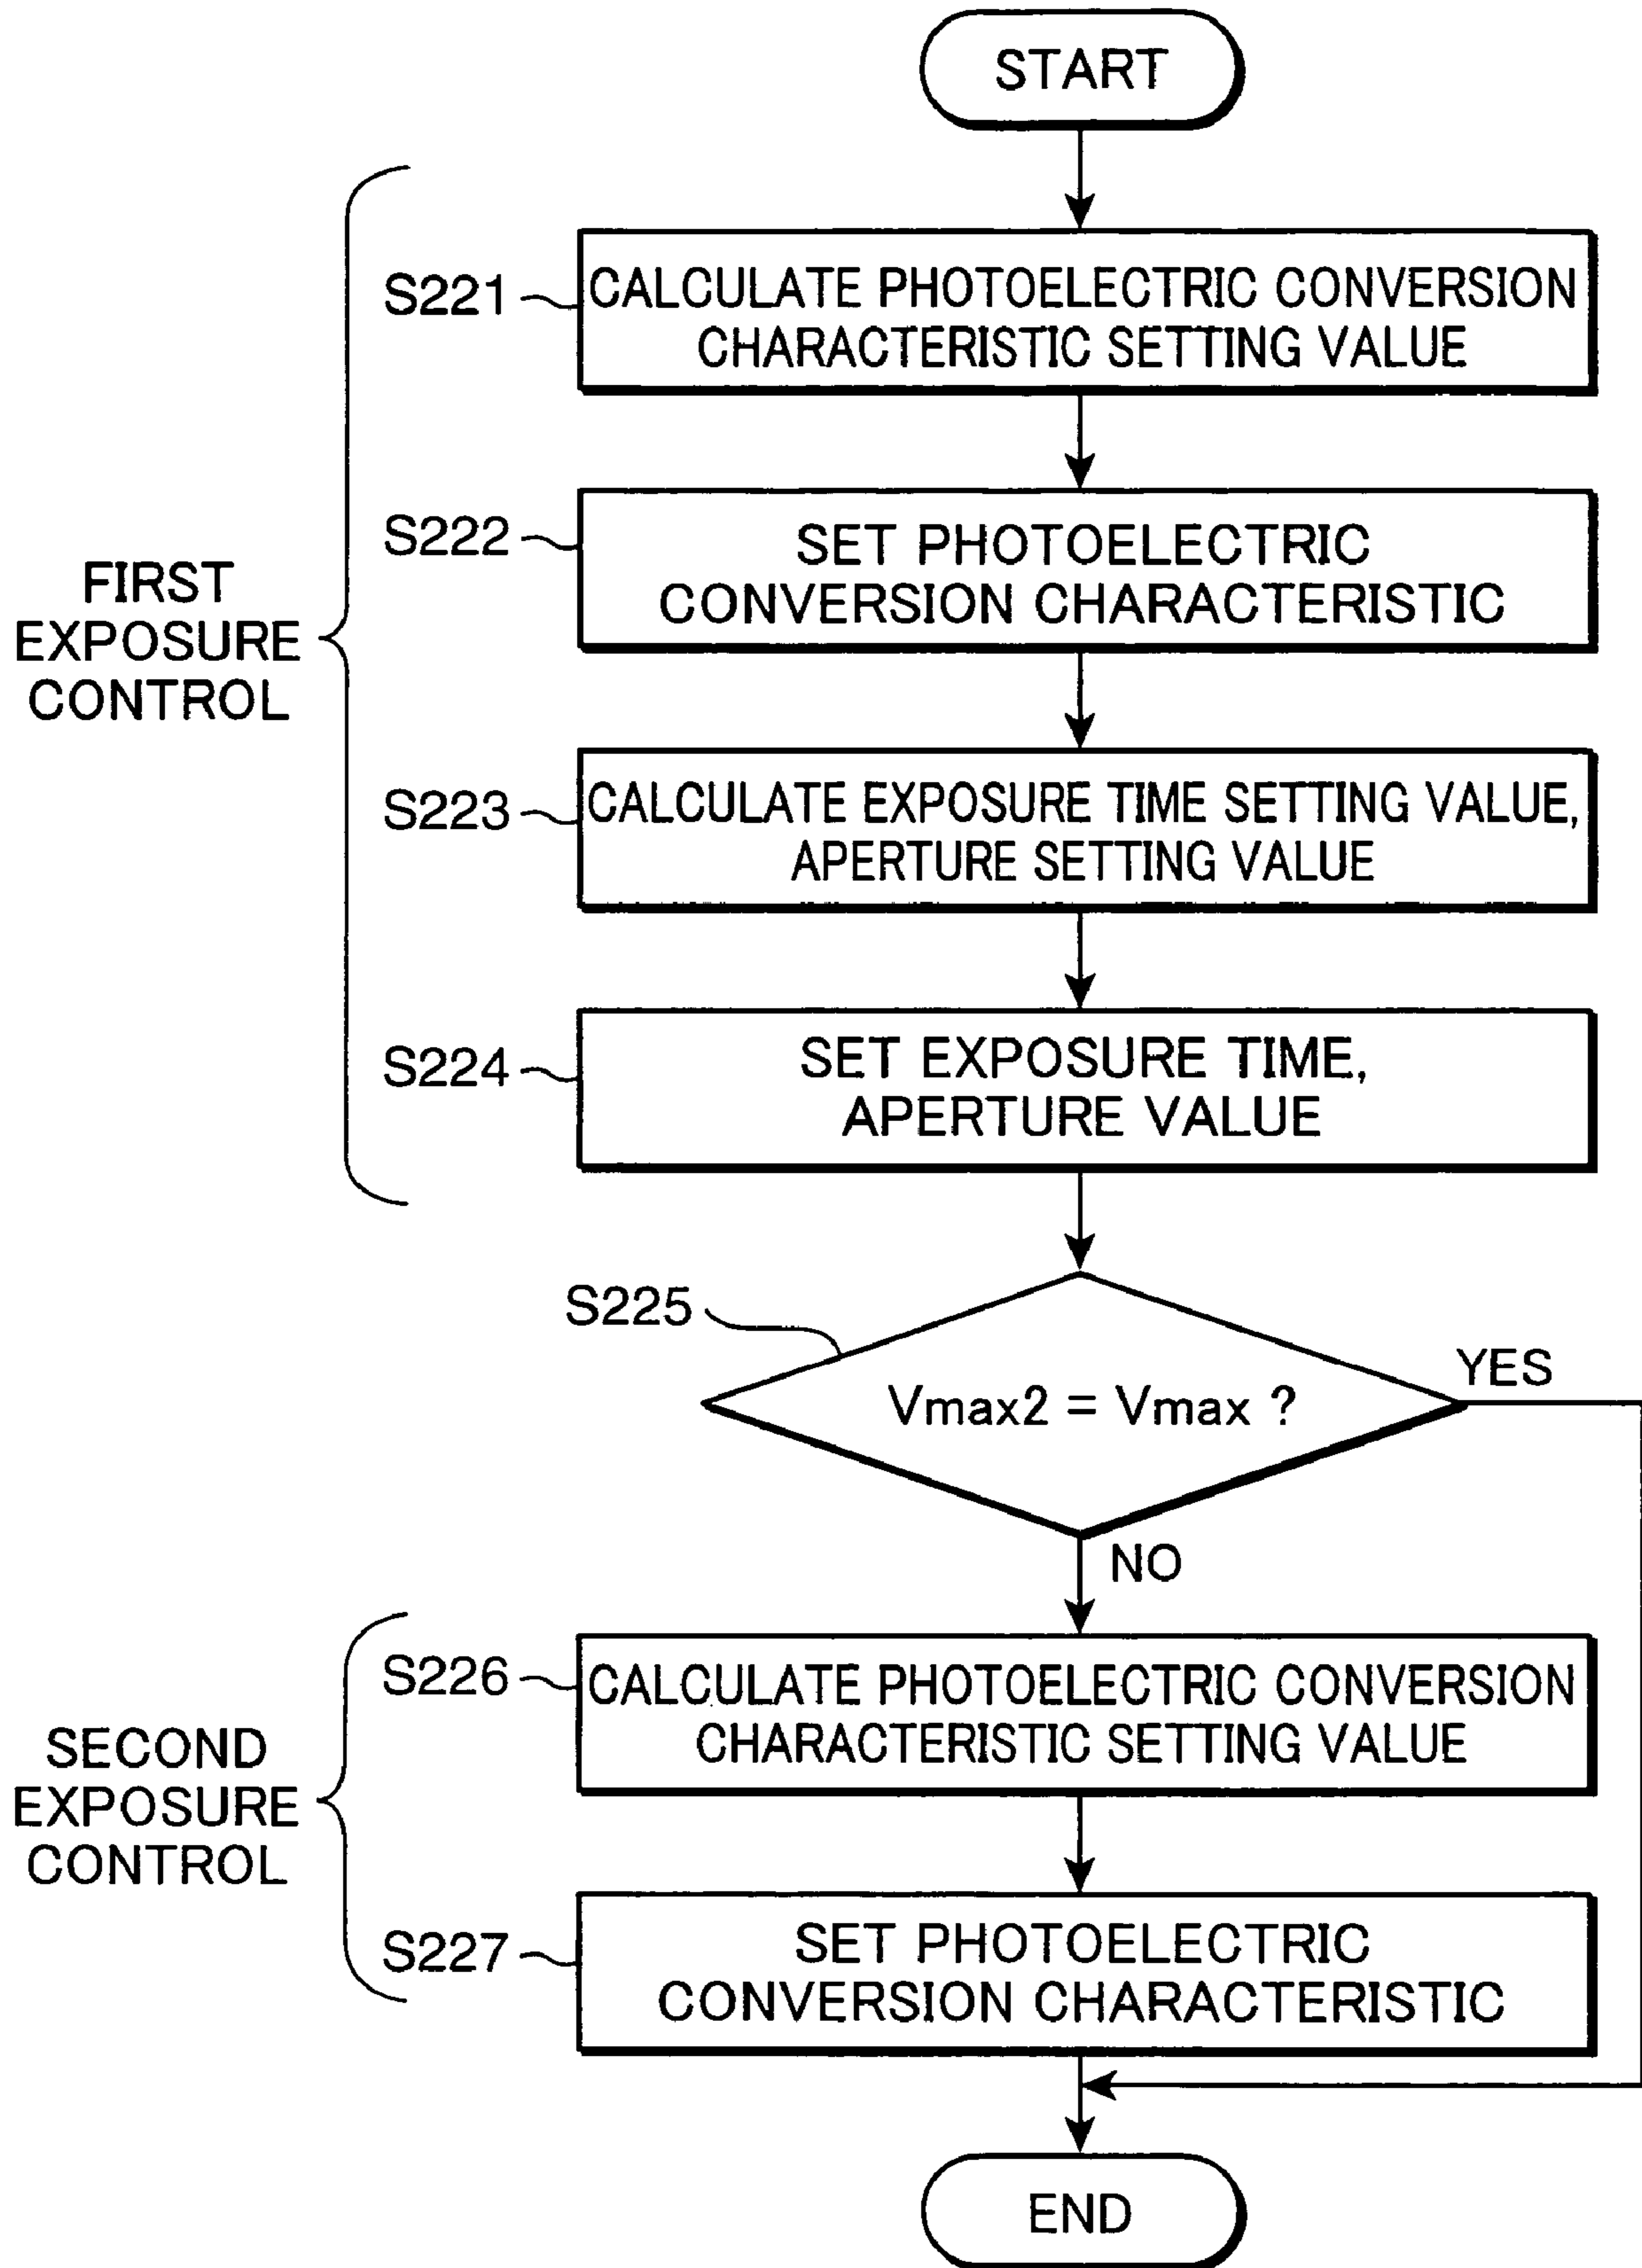 START
S221
CALCULATE PHOTOELECTRIC CONVERSION
CHARACTERISTIC SETTING VALUE
S222
SET PHOTOELECTRIC
CONVERSION CHARACTERISTIC
FIRST
EXPOSURE
CONTROL
S223
CALCULATE EXPOSURE TIME SETTING VALUE,
APERTURE SETTING VALUE
S224
SET EXPOSURE TIME,
APERTURE VALUE
S225
Vmax2 = Vmax ?
YES
NO
S226
CALCULATE PHOTOELECTRIC CONVERSION
CHARACTERISTIC SETTING VALUE
SECOND
EXPOSURE
CONTROL
S227
SET PHOTOELECTRIC
CONVERSION CHARACTERISTIC
END